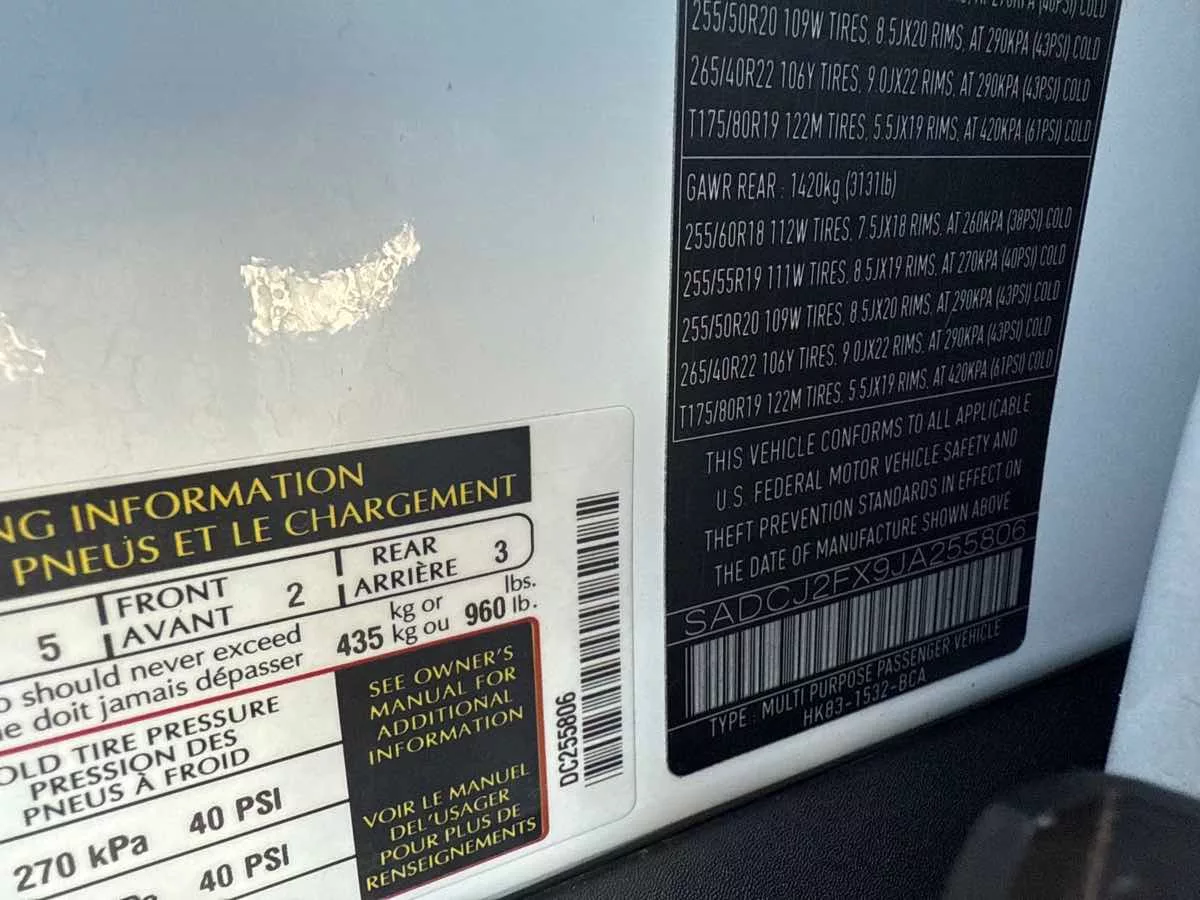 255/50R20 109W TIRES, 8.5JX20 RIMS, AT 290KPA (43PSI) COLD
265/40R22 106Y TIRES, 9.0JX22 RIMS, AT 290KPA (43PSI) COLD
T175/80R19 122M TIRES, 5.5JX19 RIMS, AT 420KPA (61PSI) COLD
GAWR REAR : 1420kg (3131lb)
255/60R18 112W TIRES, 7.5JX18 RIMS, AT 260KPA (38PSI) COLD
255/55R19 111W TIRES, 8.5JX19 RIMS, AT 270KPA (40PSI) COLD
255/50R20 109W TIRES, 8.5JX20 RIMS, AT 290KPA (43PSI) COLD
265/40R22 106Y TIRES, 9.0JX22 RIMS, AT 290KPA (43PSI) COLD
T175/80R19 122M TIRES, 5.5JX19 RIMS, AT 420KPA (61PSI) COLD
THIS VEHICLE CONFORMS TO ALL APPLICABLE
U.S. FEDERAL MOTOR VEHICLE SAFETY AND
THEFT PREVENTION STANDARDS IN EFFECT ON
THE DATE OF MANUFACTURE SHOWN ABOVE
SADCJ2FX9JA255806
TYPE : MULTI PURPOSE PASSENGER VEHICLE
HK83-1532-BCA
NG INFORMATION
PNEUS ET LE CHARGEMENT
5 FRONT 2 REAR 3
AVANT ARRIÈRE
should never exceed 435 kg or 960 lbs.
doit jamais dépasser kg ou lb.
OLD TIRE PRESSURE
PRESSION DES
PNEUS À FROID
270 kPa 40 PSI
40 PSI
SEE OWNER'S
MANUAL FOR
ADDITIONAL
INFORMATION
VOIR LE MANUEL
DEL'USAGER
POUR PLUS DE
RENSEIGNEMENTS
DC255806